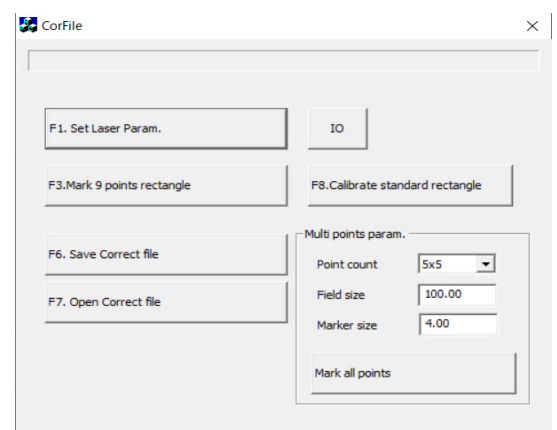 CorFile
F1. Set Laser Param.
IO
F3.Mark 9 points rectangle
F8.Calibrate standard rectangle
F6. Save Correct file
F7. Open Correct file
Multi points param.
Point count 5x5
Field size 100.00
Marker size 4.00
Mark all points